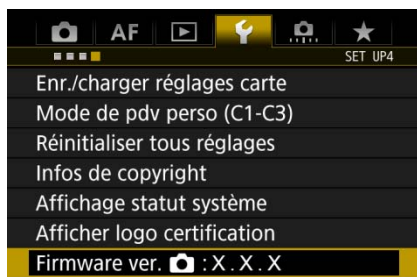 AF
SET UP4
Enr./charger réglages carte
Mode de pdv perso (C1-C3)
Réinitialiser tous réglages
Infos de copyright
Affichage statut système
Afficher logo certification
Firmware ver. : X . X . X